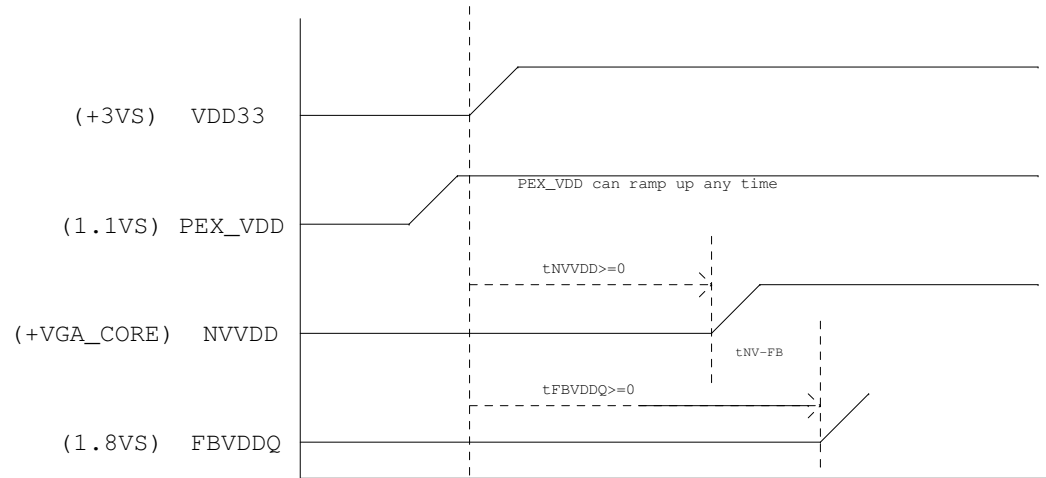 (+3VS) VDD33
PEX_VDD can ramp up any time
(1.1VS) PEX_VDD
tNVVDD>=0
(+VGA_CORE) NVVDD
tNV-FB
tFBVDDQ>=0
(1.8VS) FBVDDQ